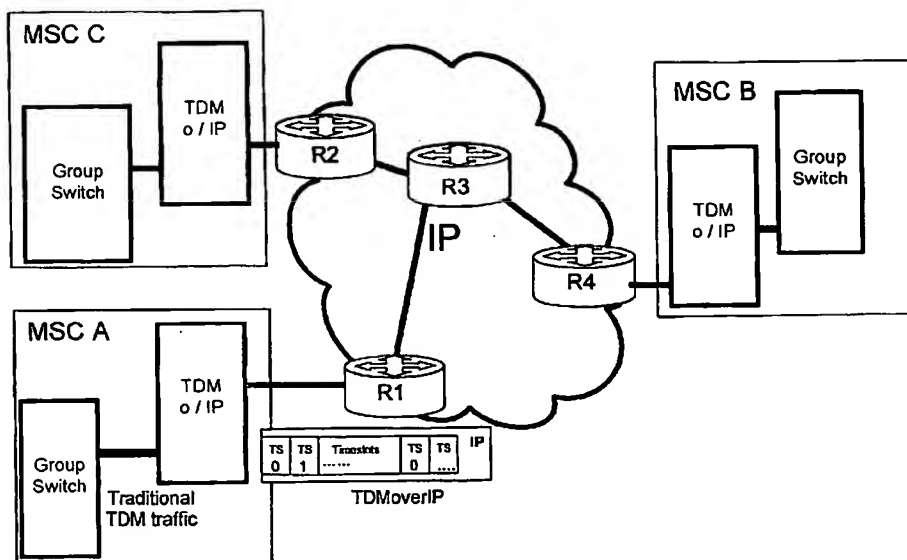 MSC C
TDM
o / IP
Group
Switch
R2
R3
IP
R4
R1
MSC B
Group
Switch
TDM
o / IP
MSC A
TDM
o / IP
Group
Switch
Traditional
TDM traffic
TS
0
TS
1
Timeslots
......
TS
0
TS
....
IP
TDMoverIP